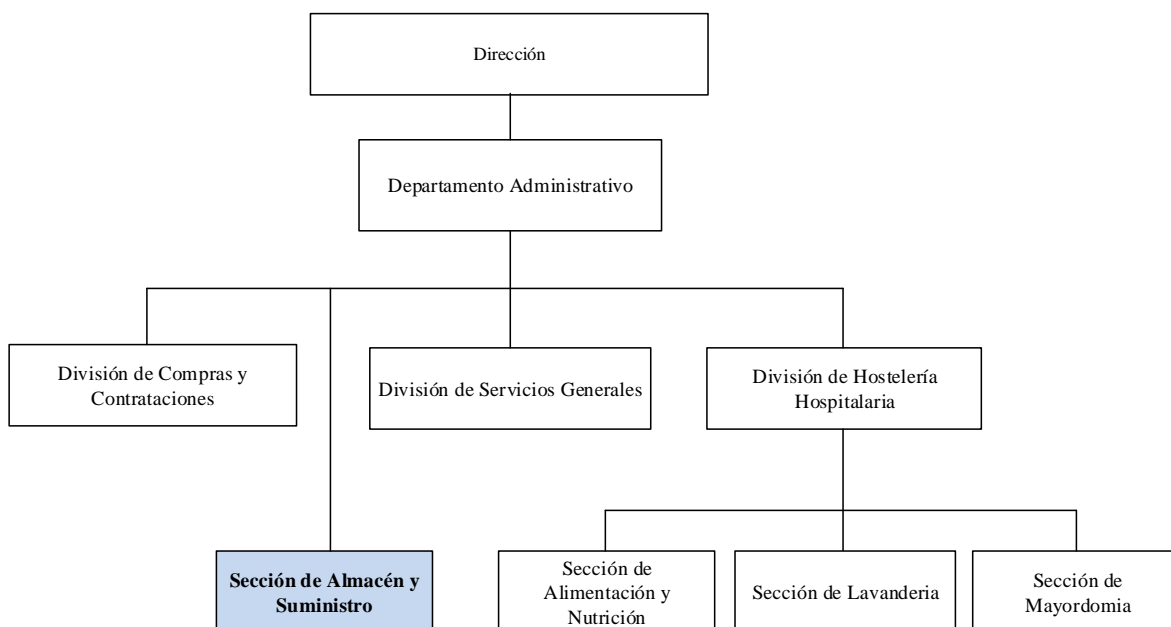 Dirección
Departamento Administrativo
División de Compras y
Contrataciones
División de Servicios Generales
División de Hostelería
Hospitalaria
Sección de Almacén y
Suministro
Sección de
Alimentación y
Nutrición
Sección de Lavanderia
Sección de
Mayordomia